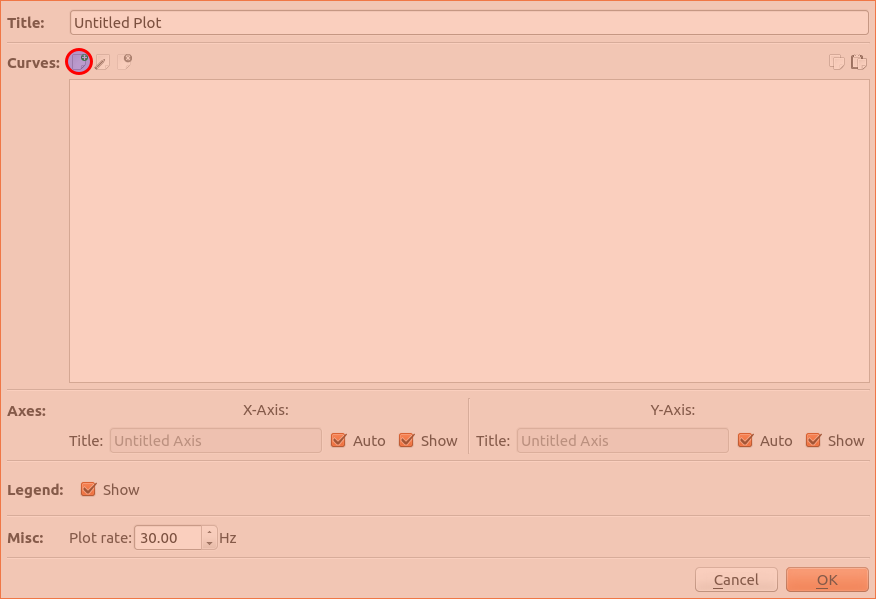 Title: Untitled Plot
Curves:
Axes: X-Axis: Y-Axis:
Title: Untitled Axis Auto Show Title: Untitled Axis Auto Show
Legend: Show
Misc: Plot rate: 30.00 Hz
Cancel OK